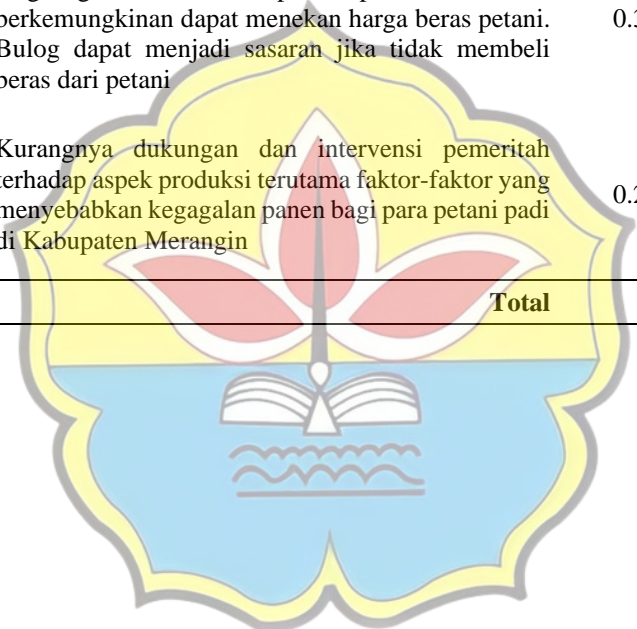 berkemungkinan dapat menekan harga beras petani.
Bulog dapat menjadi sasaran jika tidak membeli
beras dari petani
Kurangnya dukungan dan intervensi pemeritah
terhadap aspek produksi terutama faktor-faktor yang
menyebabkan kegagalan panen bagi para petani padi
di Kabupaten Merangin
Total